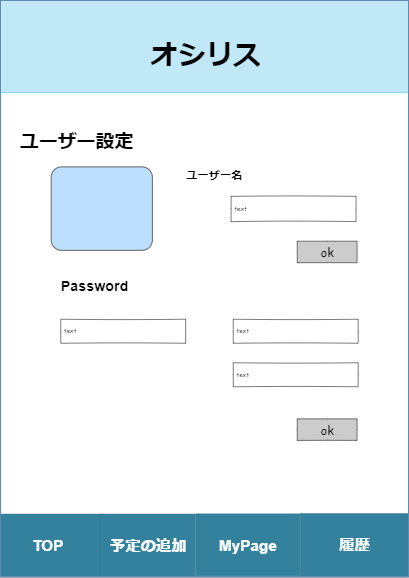 オシリス
ユーザー設定
ユーザー名
text
ok
Password
text
text
text
ok
TOP
予定の追加
MyPage
履歴